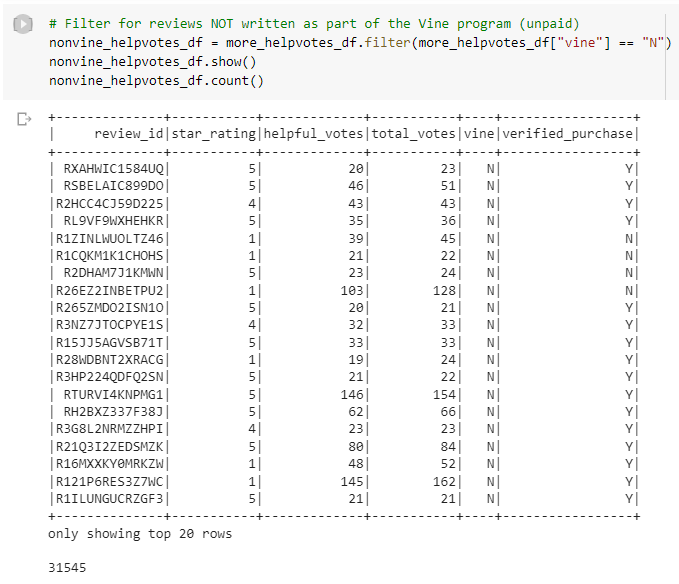 # Filter for reviews NOT written as part of the Vine program (unpaid)
nonvine_helpvotes_df = more_helpvotes_df.filter(more_helpvotes_df["vine"] == "N")
nonvine_helpvotes_df.show()
nonvine_helpvotes_df.count()
+--------------+-----------+-------------+-----------+----+-----------------+
|     review_id|star_rating|helpful_votes|total_votes|vine|verified_purchase|
+--------------+-----------+-------------+-----------+----+-----------------+
| RXAHWIC1584UQ|          5|           20|         23|   N|                Y|
| RSBELAIC899DO|          5|           46|         51|   N|                Y|
|R2HCC4CJ59D225|          4|           43|         43|   N|                Y|
| RL9VF9WXHEHKR|          5|           35|         36|   N|                Y|
|R1ZINLWUOLTZ46|          1|           39|         45|   N|                N|
|R1CQKM1K1CHOHS|          1|           21|         22|   N|                N|
| R2DHAM7J1KMWN|          5|           23|         24|   N|                N|
|R26EZ2INBETPU2|          1|          103|        128|   N|                N|
|R265ZMDO2ISN1O|          5|           20|         21|   N|                Y|
|R3NZ7JTOCPYE1S|          4|           32|         33|   N|                Y|
|R15JJ5AGVSB71T|          5|           33|         33|   N|                Y|
|R28WDBNT2XRACG|          1|           19|         24|   N|                Y|
|R3HP224QDFQ2SN|          5|           21|         22|   N|                Y|
| RTURVI4KNPMG1|          5|          146|        154|   N|                Y|
| RH2BXZ337F38J|          5|           62|         66|   N|                Y|
|R3G8L2NRMZZHPI|          4|           23|         23|   N|                Y|
|R21Q3I2ZEDSMZK|          5|           80|         84|   N|                Y|
|R16MXXKY0MRKZW|          1|           48|         52|   N|                Y|
|R121P6RES3Z7WC|          1|          145|        162|   N|                Y|
|R1ILUNGUCRZGF3|          5|           21|         21|   N|                Y|
+--------------+-----------+-------------+-----------+----+-----------------+
only showing top 20 rows
31545